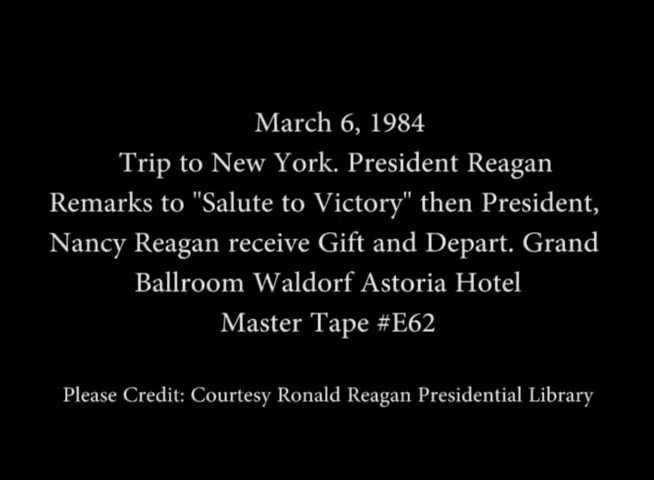 March 6, 1984
Trip to New York. President Reagan
Remarks to "Salute to Victory" then President,
Nancy Reagan receive Gift and Depart. Grand
Ballroom Waldorf Astoria Hotel
Master Tape #E62
Please Credit: Courtesy Ronald Reagan Presidential Library